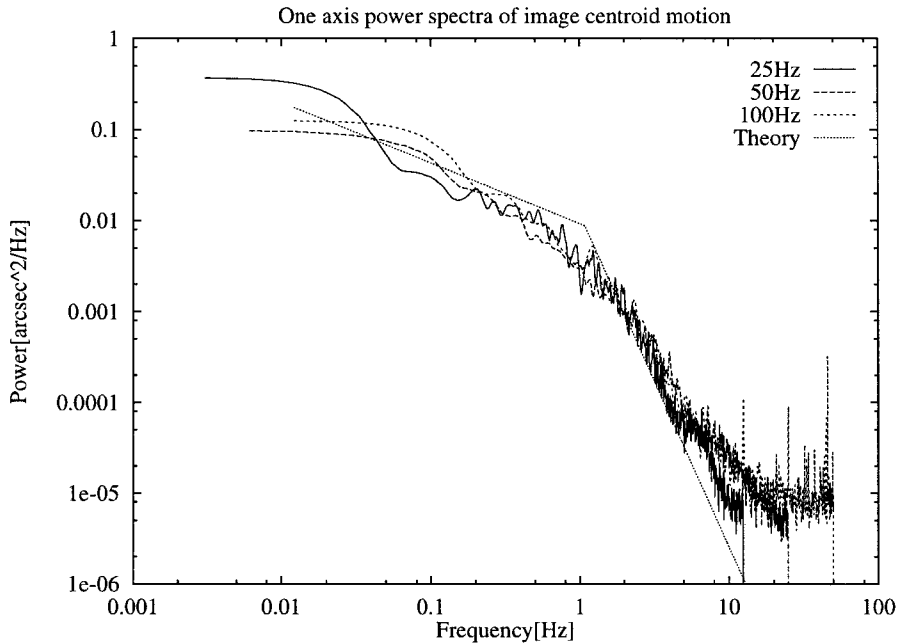 One axis power spectra of image centroid motion
1
0.1
0.01
0.001
0.0001
1e-05
1e-06
Power[arcsec^2/Hz]
25Hz
50Hz
100Hz
Theory
0.001
0.01
0.1
1
10
100
Frequency[Hz]